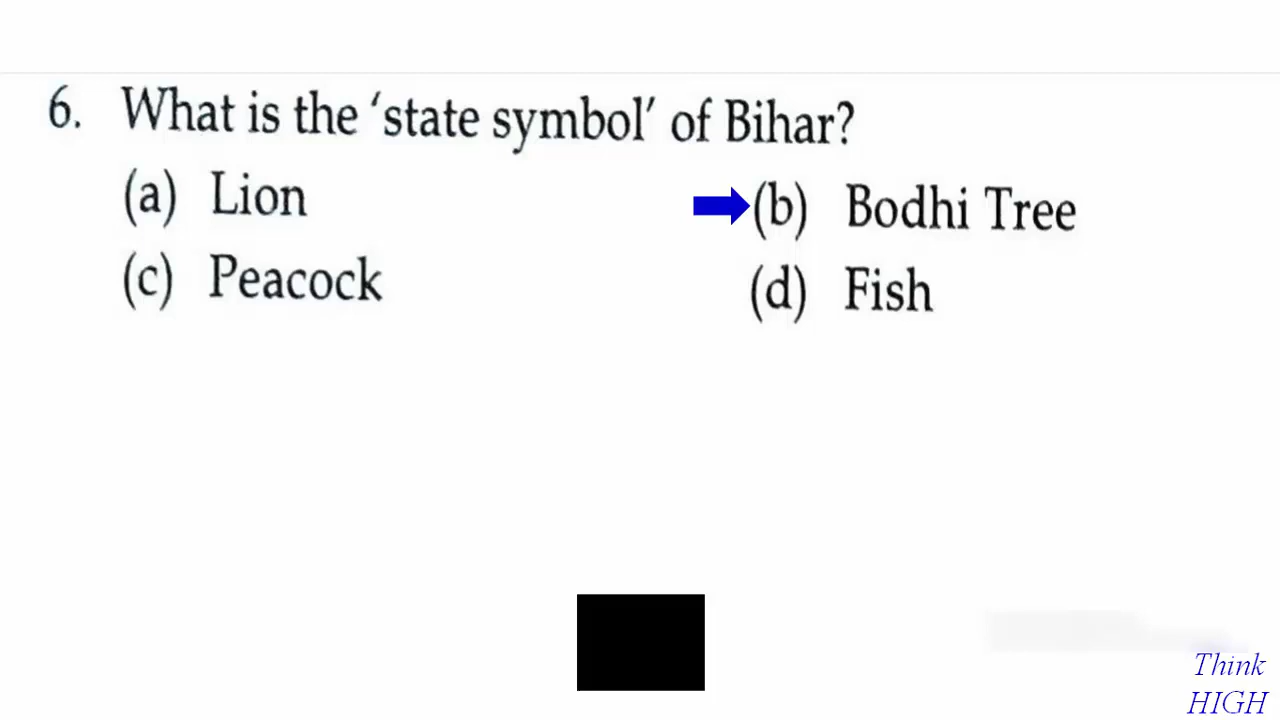 6. What is the ‘state symbol’ of Bihar?
(a) Lion (b) Bodhi Tree
(c) Peacock (d) Fish
Think
HIGH